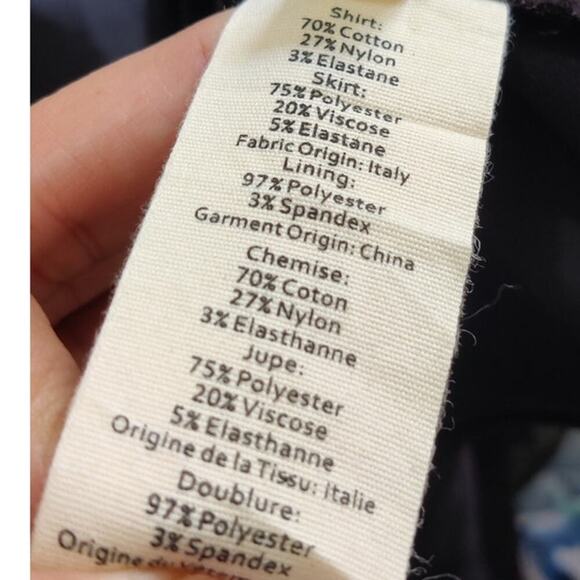 Shirt:
70% Cotton
27% Nylon
3% Elastane
Skirt:
75% Polyester
20% Viscose
5% Elastane
Fabric Origin: Italy
Lining:
97% Polyester
3% Spandex
Garment Origin: China
Chemise:
70% Coton
27% Nylon
3% Elasthanne
Jupe:
75% Polyester
20% Viscose
5% Elasthanne
Origine de la Tissu: Italie
Doublure:
97% Polyester
3% Spandex
Origine